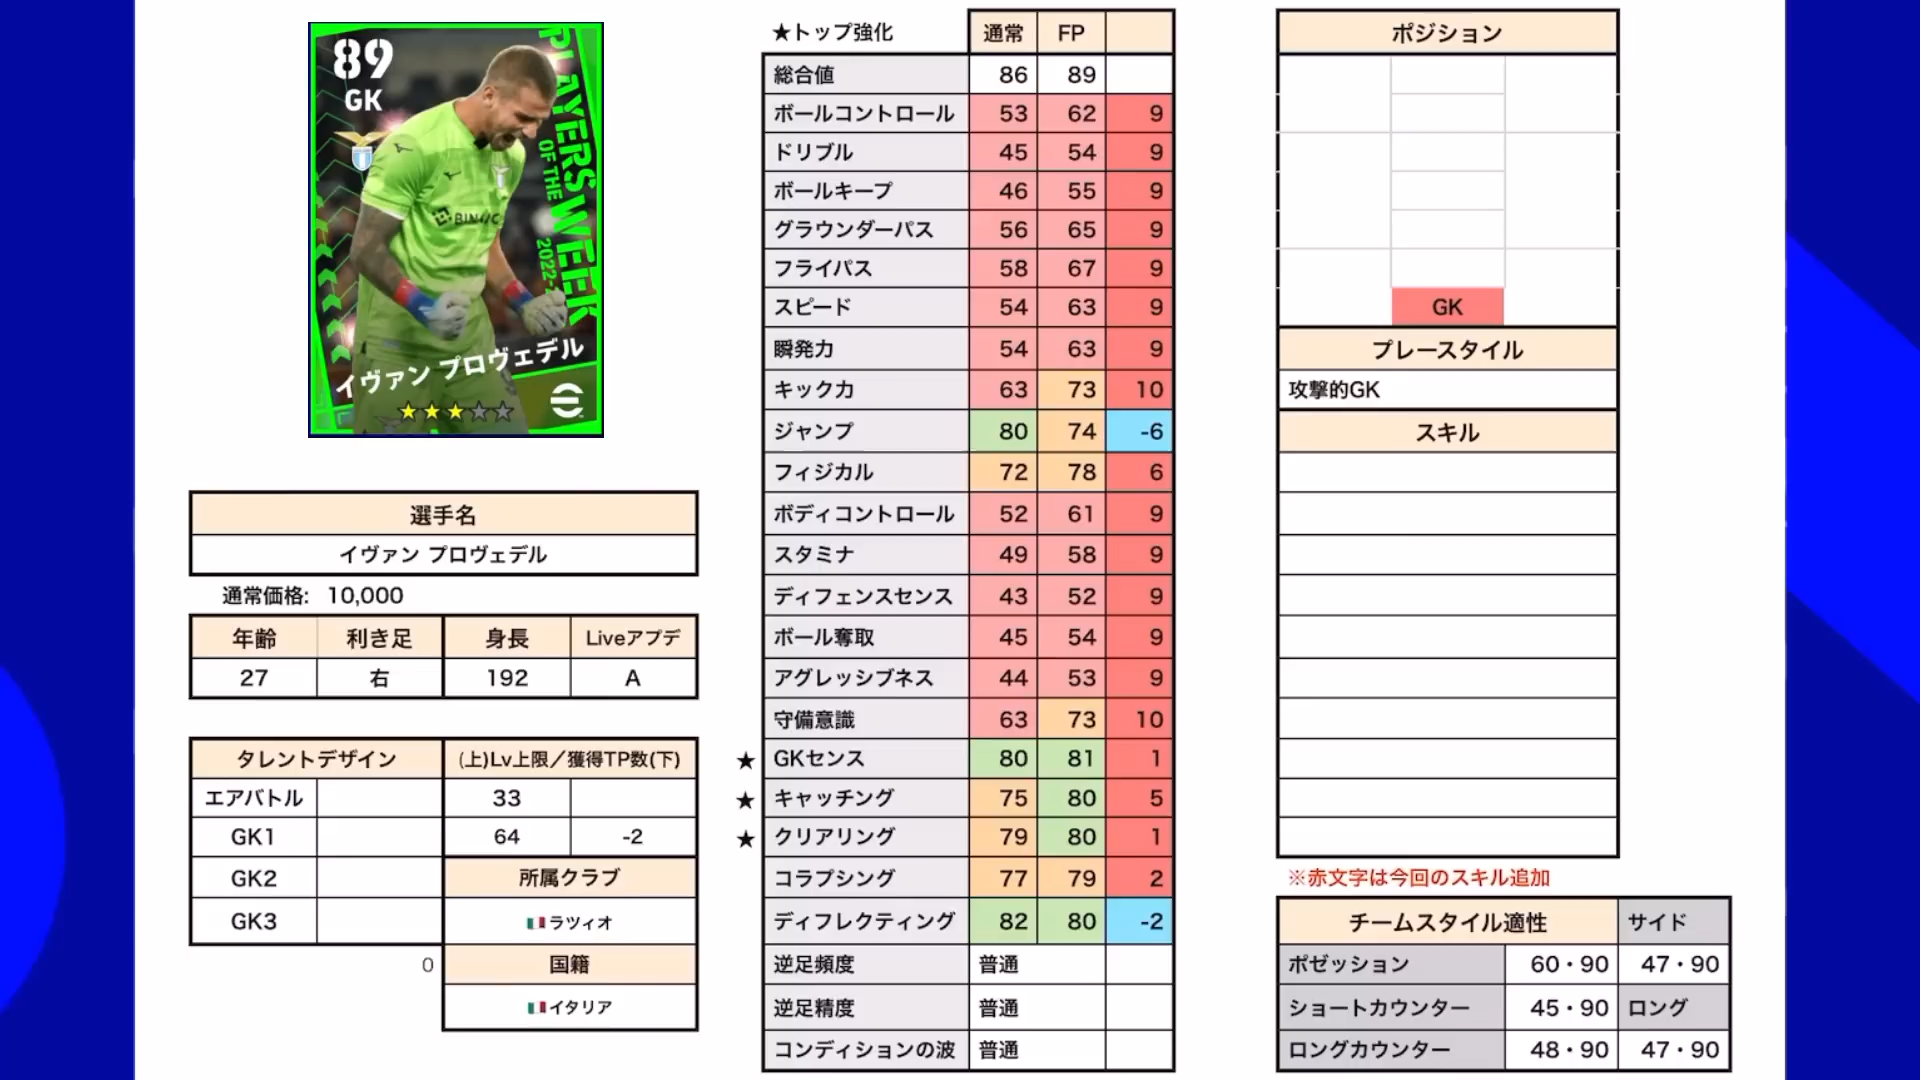 89
GK
PLAYERS
OF THE WEEK
2022-
BINANC
イヴァン プロヴェデル
選手名
イヴァン プロヴェデル
通常価格: 10,000
年齢 利き足 身長 Liveアプデ
27 右 192 A
タレントデザイン (上)Lv上限／獲得TP数(下)
エアバトル 33
GK1 64 -2
GK2 所属クラブ
GK3 ラツィオ
0 国籍
イタリア
★トップ強化 通常 FP
総合値 86 89
ボールコントロール 53 62 9
ドリブル 45 54 9
ボールキープ 46 55 9
グラウンダーパス 56 65 9
フライパス 58 67 9
スピード 54 63 9
瞬発力 54 63 9
キック力 63 73 10
ジャンプ 80 74 -6
フィジカル 72 78 6
ボディコントロール 52 61 9
スタミナ 49 58 9
ディフェンスセンス 43 52 9
ボール奪取 45 54 9
アグレッシブネス 44 53 9
守備意識 63 73 10
★ GKセンス 80 81 1
★ キャッチング 75 80 5
★ クリアリング 79 80 1
コラプシング 77 79 2
ディフレクティング 82 80 -2
逆足頻度 普通
逆足精度 普通
コンディションの波 普通
ポジション
GK
プレースタイル
攻撃的GK
スキル
※赤文字は今回のスキル追加
チームスタイル適性 サイド
ポゼッション 60・90 47・90
ショートカウンター 45・90 ロング
ロングカウンター 48・90 47・90